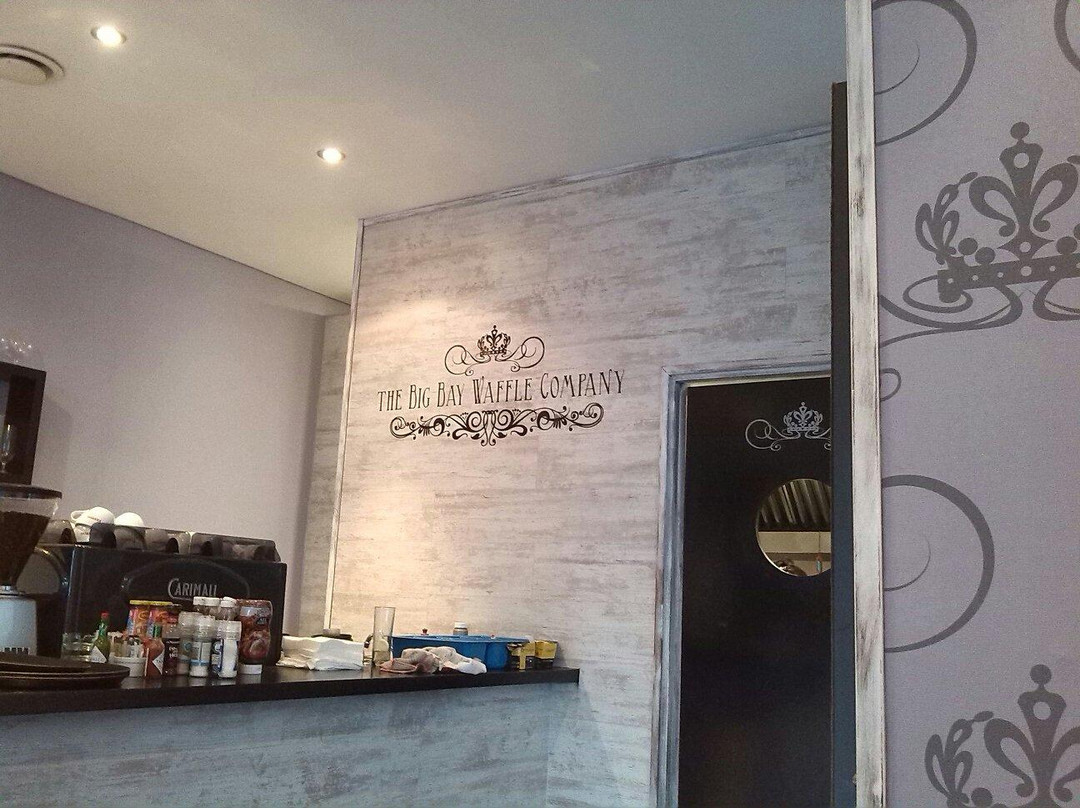 THE BIG BAY WAFFLE COMPANY
CARIMALI